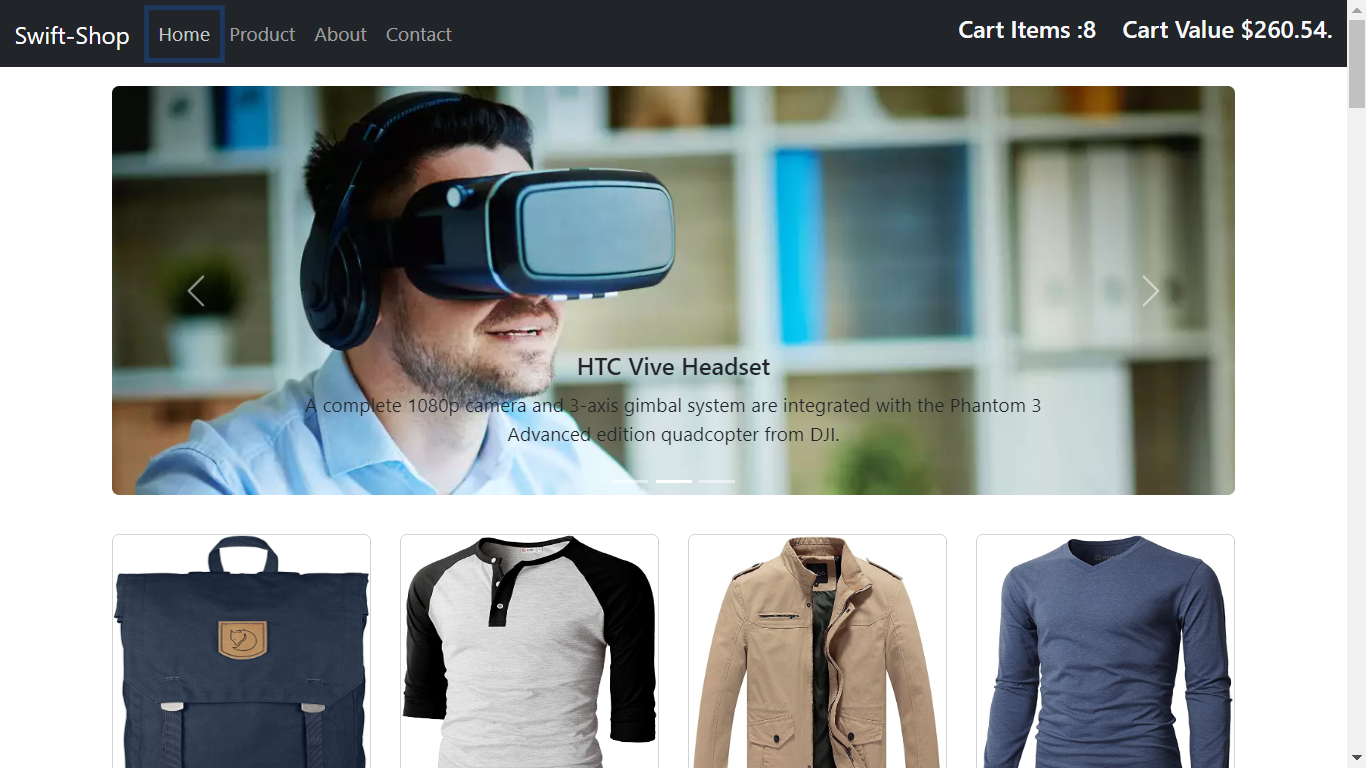 Swift-Shop Home Product About Contact Cart Items :8 Cart Value $260.54.
HTC Vive Headset
A complete 1080p camera and 3-axis gimbal system are integrated with the Phantom 3
Advanced edition quadcopter from DJI.